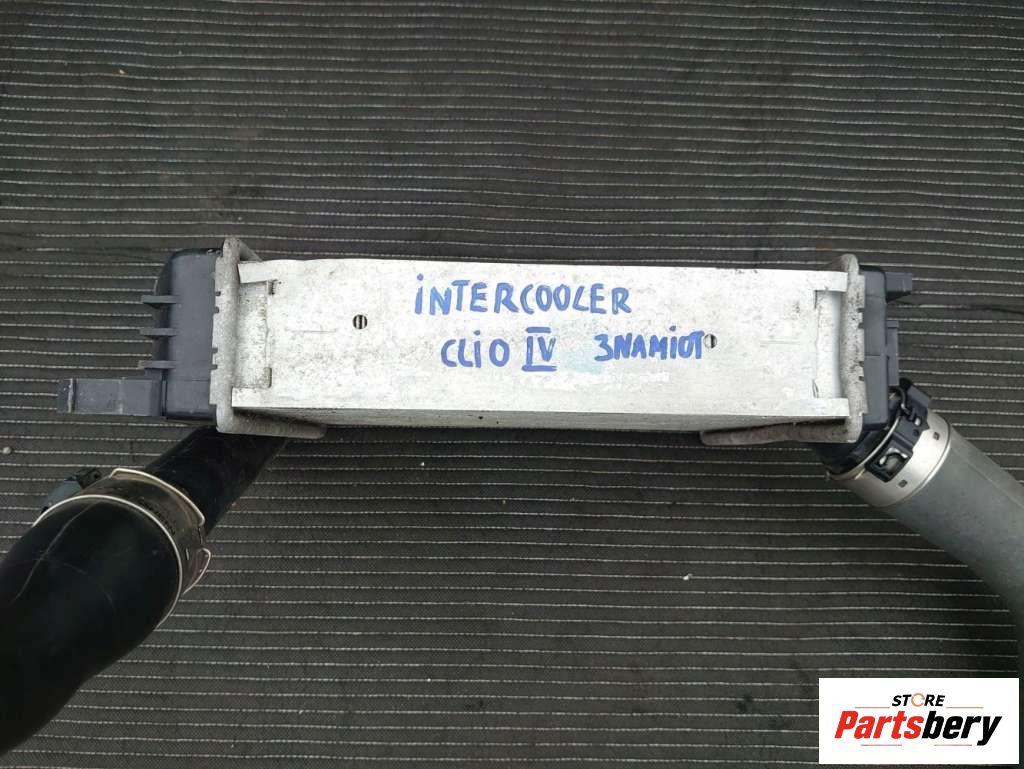 iNTERCOOLER
CLiO IV 3NAMiOT
STORE
Partsbery